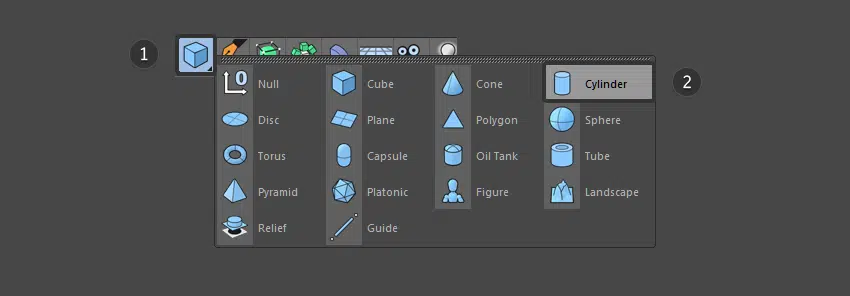 1
Null Cube Cone Cylinder 2
Disc Plane Polygon Sphere
Torus Capsule Oil Tank Tube
Pyramid Platonic Figure Landscape
Relief Guide